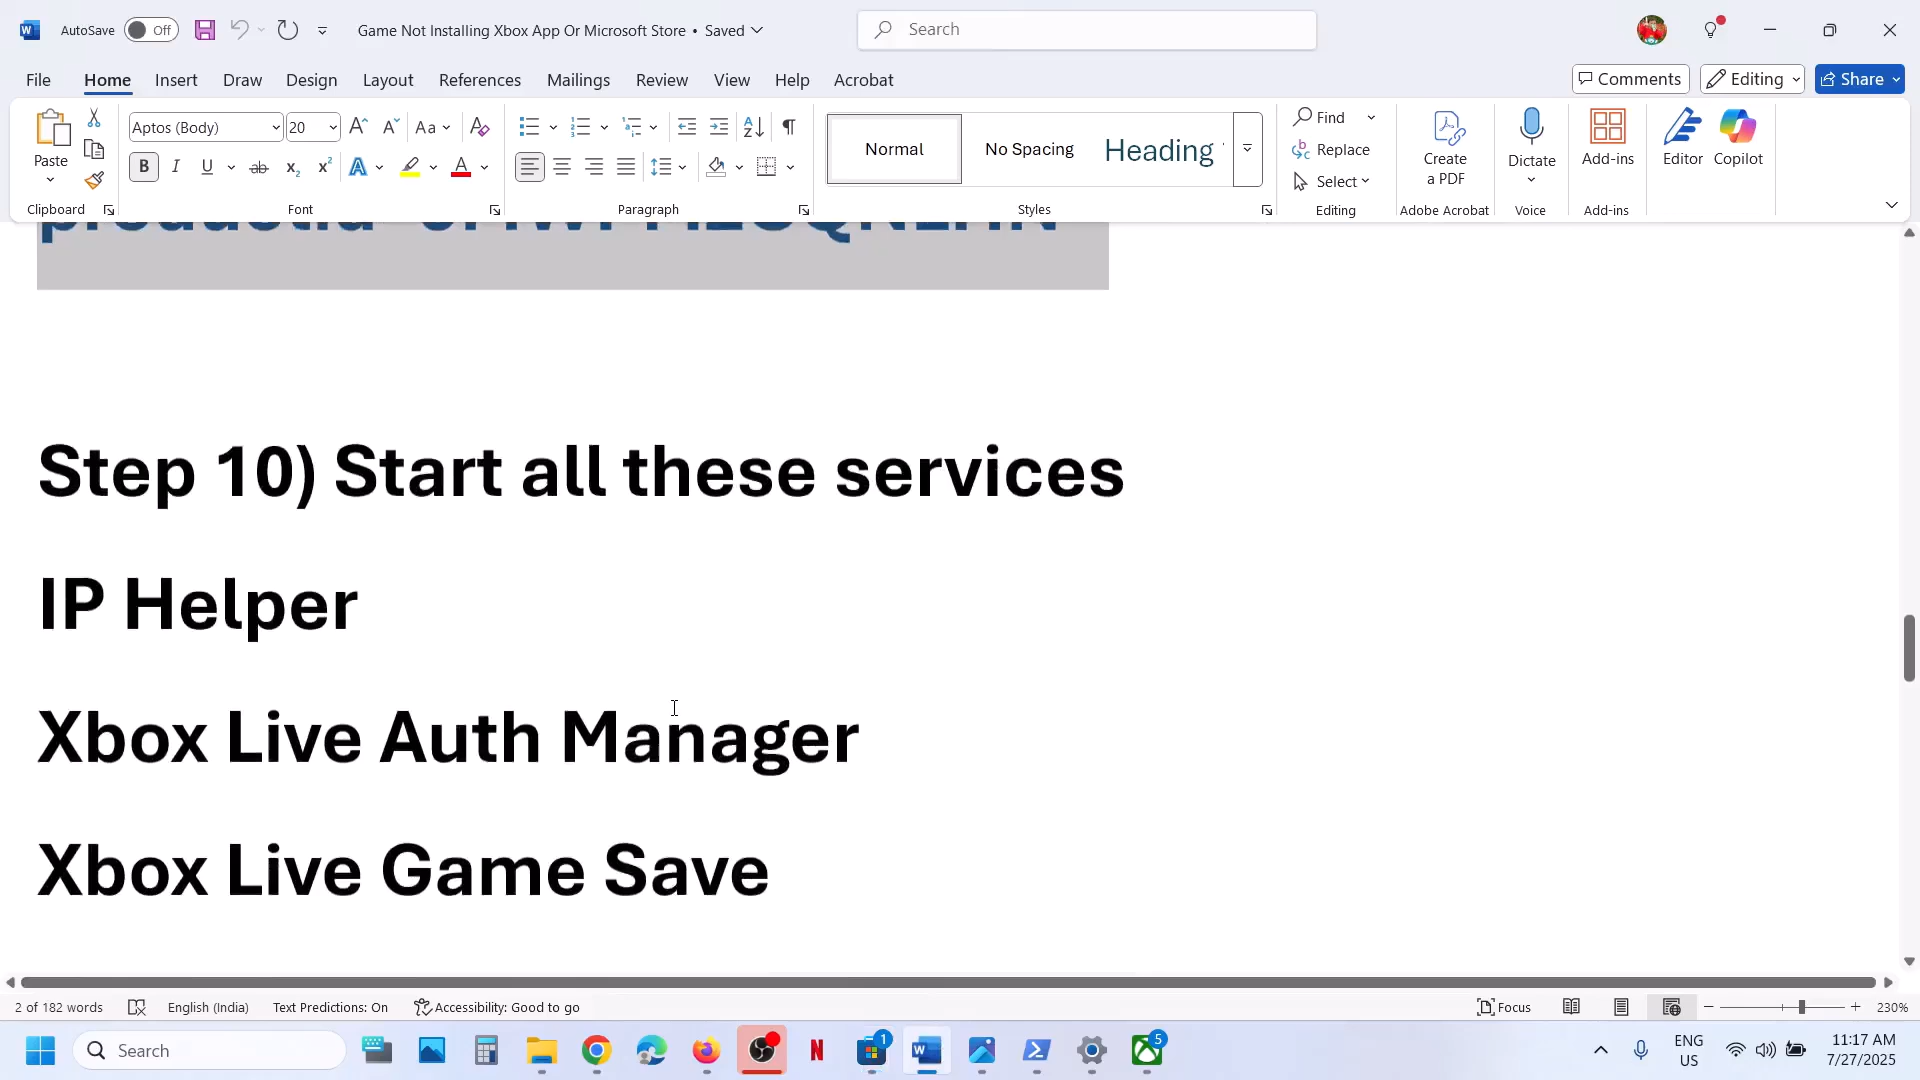 AutoSave Off Game Not Installing Xbox App Or Microsoft Store • Saved Search
File Home Insert Draw Design Layout References Mailings Review View Help Acrobat Comments Editing Share
Paste
Clipboard
Aptos (Body) 20
Font
Paragraph
Normal No Spacing Heading
Styles
Find
Replace
Select
Editing
Create
a PDF
Adobe Acrobat
Dictate
Voice
Add-ins
Add-ins
Editor
Copilot
Step 10) Start all these services
IP Helper
Xbox Live Auth Manager
Xbox Live Game Save
2 of 182 words English (India) Text Predictions: On Accessibility: Good to go Focus 230%
Search 1 5 ENG
US
11:17 AM
7/27/2025